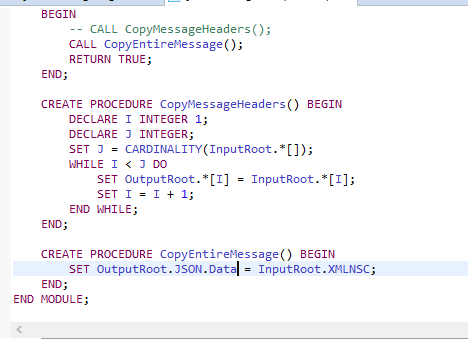 BEGIN
-- CALL CopyMessageHeaders();
CALL CopyEntireMessage();
RETURN TRUE;
END;
CREATE PROCEDURE CopyMessageHeaders() BEGIN
DECLARE I INTEGER 1;
DECLARE J INTEGER;
SET J = CARDINALITY(InputRoot.*[]);
WHILE I < J DO
SET OutputRoot.*[I] = InputRoot.*[I];
SET I = I + 1;
END WHILE;
END;
CREATE PROCEDURE CopyEntireMessage() BEGIN
SET OutputRoot.JSON.Data = InputRoot.XMLNSC;
END;
END MODULE;